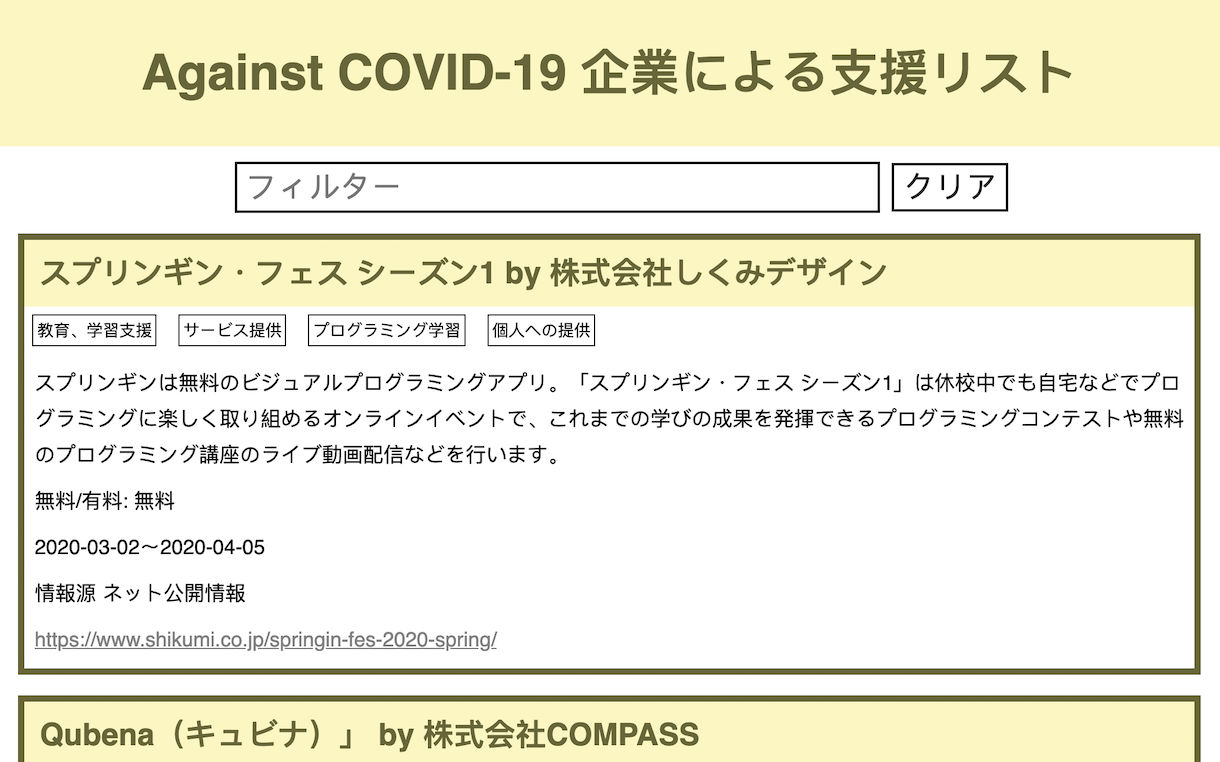 Against COVID-19 企業による支援リスト
フィルター クリア
スプリンギン・フェス シーズン1 by 株式会社しくみデザイン
教育、学習支援 サービス提供 プログラミング学習 個人への提供
スプリンギンは無料のビジュアルプログラミングアプリ。「スプリンギン・フェス シーズン1」は休校中でも自宅などでプロ
グラミングに楽しく取り組めるオンラインイベントで、これまでの学びの成果を発揮できるプログラミングコンテストや無料
のプログラミング講座のライブ動画配信などを行います。
無料/有料: 無料
2020-03-02〜2020-04-05
情報源 ネット公開情報
https://www.shikumi.co.jp/springin-fes-2020-spring/
Qubena（キュビナ）」 by 株式会社COMPASS